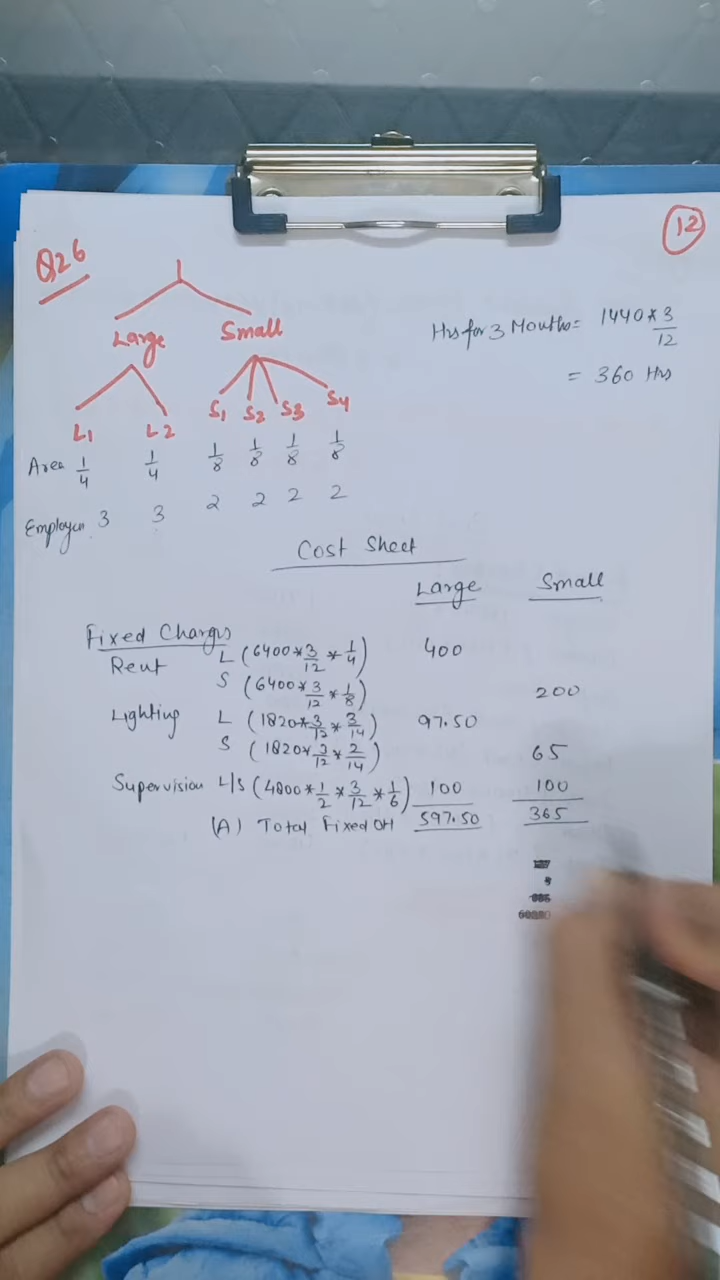 12
Q26
Large Small
L1 L2 S1 S2 S3 S4
Area 1/4 1/4 1/8 1/8 1/8 1/8
3 3 2 2 2 2
Hrs for 3 Months = 1440 * 3/12
= 360 Hrs
Cost Sheet
Large Small
Fixed Charges
Rent L (6400 * 3/12 * 1/4) 400
S (6400 * 3/12 * 1/8) 200
Lighting L (1820 * 3/12 * 3/14) 97.50
S (1820 * 3/12 * 2/14) 65
Supervision L/S (4800 * 1/2 * 3/12 * 1/6) 100 100
(A) Total Fixed OH 597.50 365